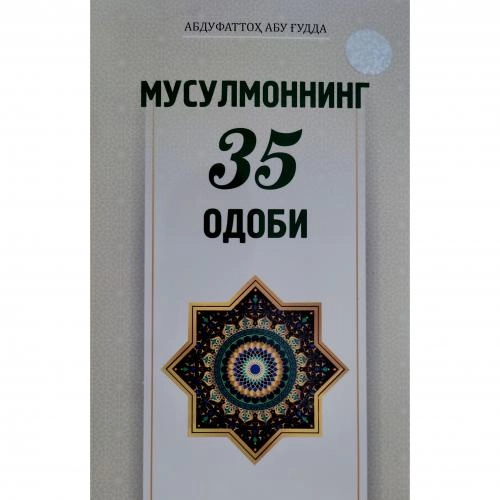 АБДУФАТТОҲ АБУ ҒУДДА
МУСУЛМОННИНГ
35
ОДОБИ